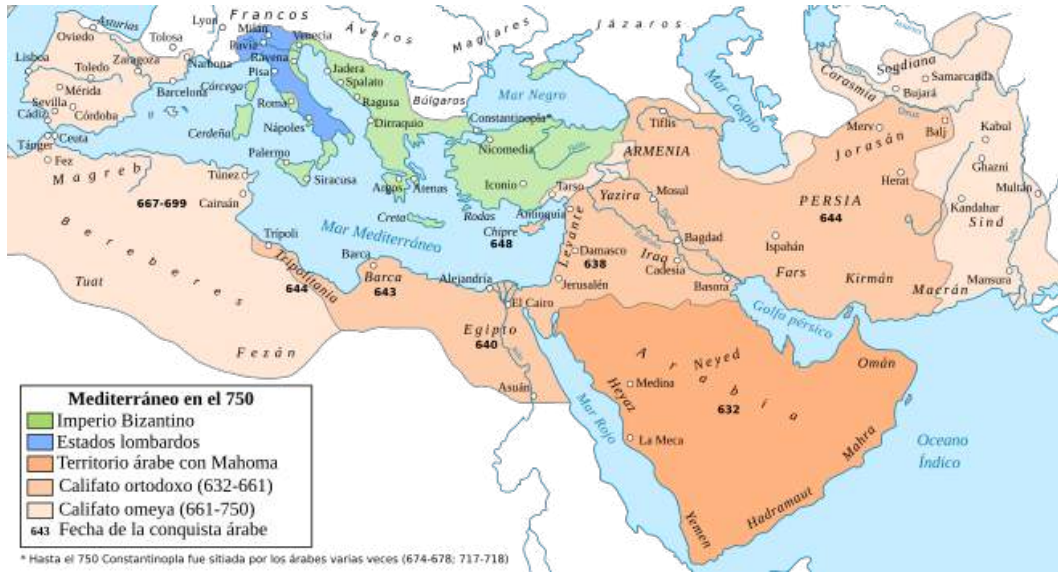 Francos
Ávaros
Magiares
Jázaros
Asturias
Oviedo
Lyon
Tolosa
Milán
Pavía
Venecia
Ravena
Narbona
Pisa
Jadera
Spalato
Ragusa
Búlgaros
Mar Negro
Mar Caspio
Corasmia
Sogdiana
Samarcanda
Bujará
Lisboa
Zaragoza
Toledo
Mérida
Barcelona
Córcega
Roma
Sevilla
Córdoba
Cádiz
Ceuta
Tánger
Fez
Cerdeña
Nápoles
Dirraquio
Constantinopla*
Nicomedia
Tiflis
ARMENIA
Merv
Balj
Jorasán
Kabul
Ghazni
Herat
Multán
Kandahar
Sind
Magreb
Palermo
Siracusa
Túnez
Cairuán
Argos
Atenas
Iconio
Tarso
Yazira
Mosul
PERSIA
644
667-699
Bereberes
Creta
Rodas
Antioquía
Chipre
648
Mar Mediterráneo
Levante
Damasco
638
Iraq
Bagdad
Cadesia
Ispahán
Fars
Kirmán
Macrán
Mansura
Basora
Jerusalén
Trípoli
Tripolitania
644
Barca
Barca
643
Alejandría
El Cairo
Egipto
640
Tuat
Fezán
Asuán
Golfo pérsico
Arabia
Neyed
Omán
Heyaz
Medina
632
La Meca
Mar Rojo
Mahra
Hadramaut
Yemen
Oceano
Índico
Mediterráneo en el 750
Imperio Bizantino
Estados lombardos
Territorio árabe con Mahoma
Califato ortodoxo (632-661)
Califato omeya (661-750)
643 Fecha de la conquista árabe
* Hasta el 750 Constantinopla fue sitiada por los árabes varias veces (674-678; 717-718)